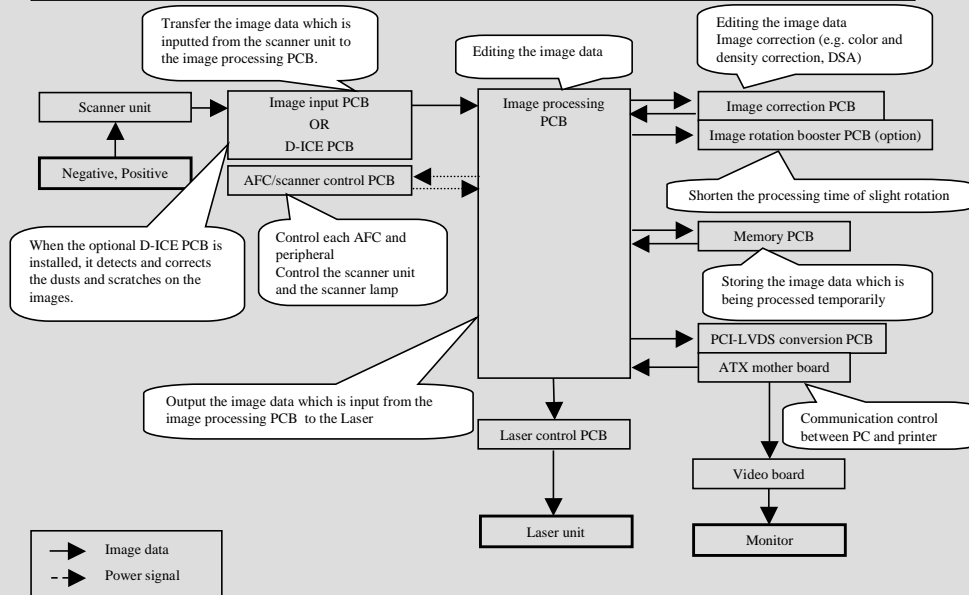 Transfer the image data which is
inputted from the scanner unit to
the image processing PCB.
Editing the image data
Editing the image data
Image correction (e.g. color and
density correction, DSA)
Scanner unit
Image input PCB
OR
D-ICE PCB
Image processing
PCB
Image correction PCB
Image rotation booster PCB (option)
Negative, Positive
AFC/scanner control PCB
Shorten the processing time of slight rotation
When the optional D-ICE PCB is
installed, it detects and corrects
the dusts and scratches on the
images.
Control each AFC and
peripheral
Control the scanner unit
and the scanner lamp
Memory PCB
Storing the image data which is
being processed temporarily
PCI-LVDS conversion PCB
ATX mother board
Output the image data which is input from the
image processing PCB to the Laser
Communication control
between PC and printer
Laser control PCB
Video board
Laser unit
Monitor
Image data
Power signal